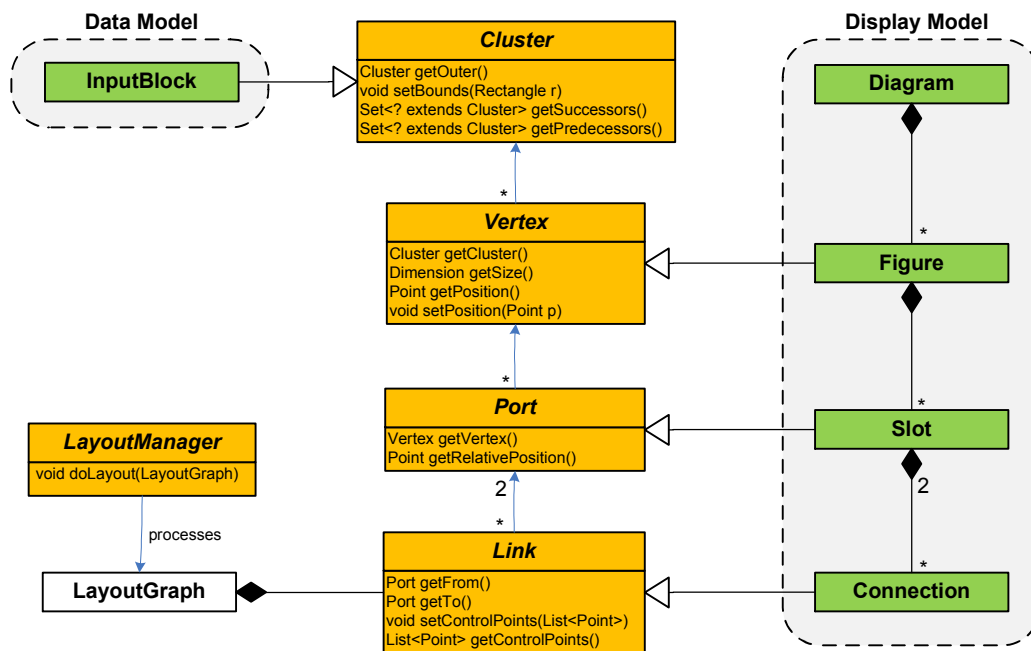 Data Model
InputBlock
Cluster
Cluster getOuter()
void setBounds(Rectangle r)
Set<? extends Cluster> getSuccessors()
Set<? extends Cluster> getPredecessors()
*
Vertex
Cluster getCluster()
Dimension getSize()
Point getPosition()
void setPosition(Point p)
*
Port
Vertex getVertex()
Point getRelativePosition()
2
*
Link
Port getFrom()
Port getTo()
void setControlPoints(List<Point>)
List<Point> getControlPoints()
LayoutManager
void doLayout(LayoutGraph)
processes
LayoutGraph
Display Model
Diagram
*
Figure
*
Slot
2
*
Connection